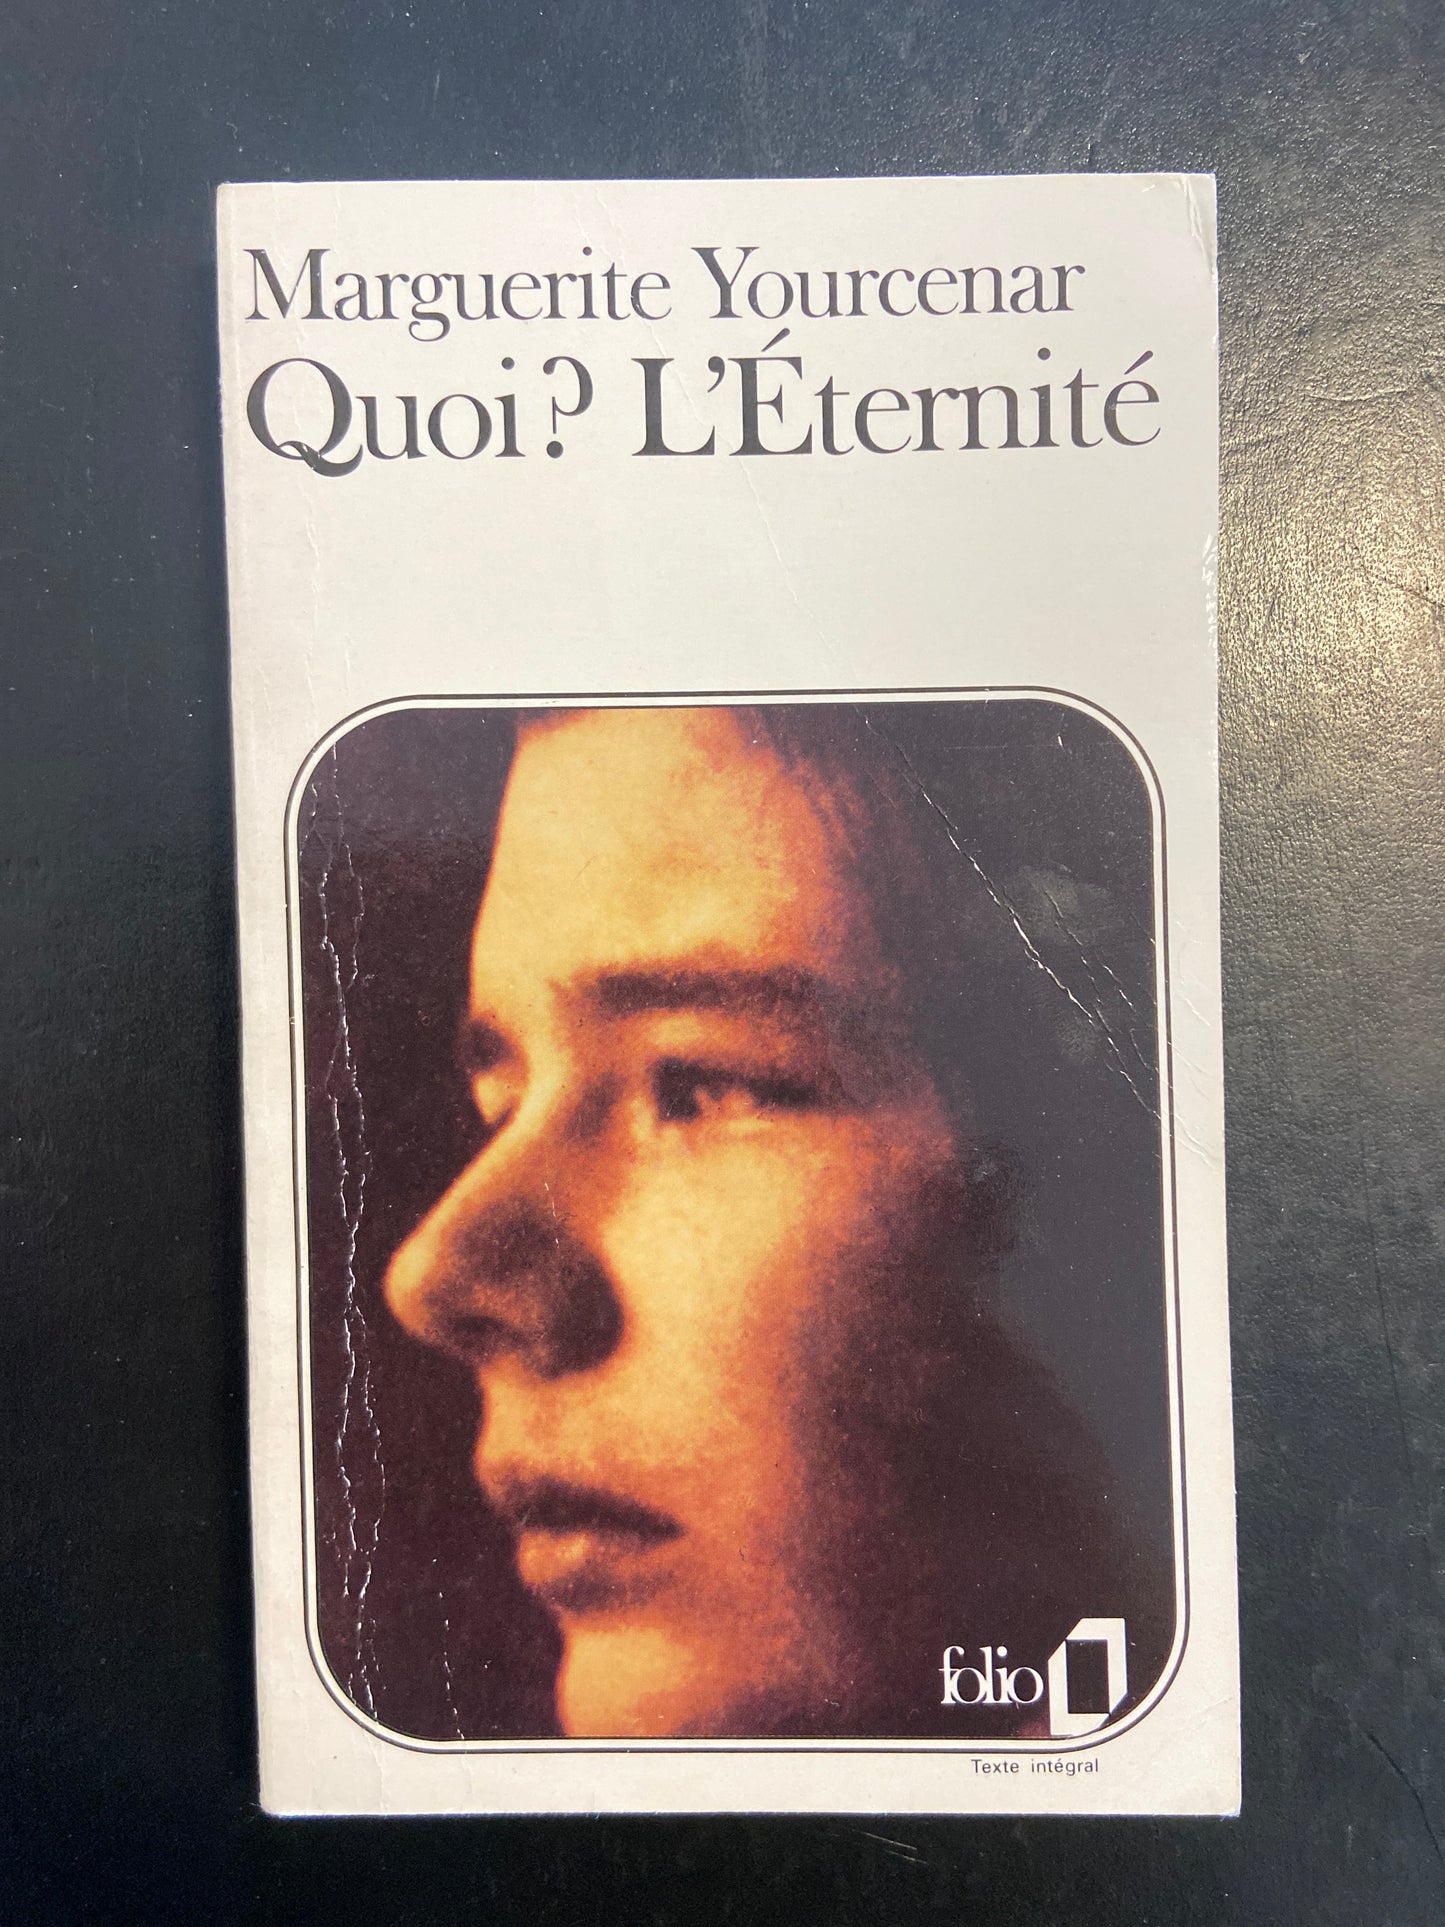 Marguerite Yourcenar
Quoi? L'Éternité
folio
Texte intégral